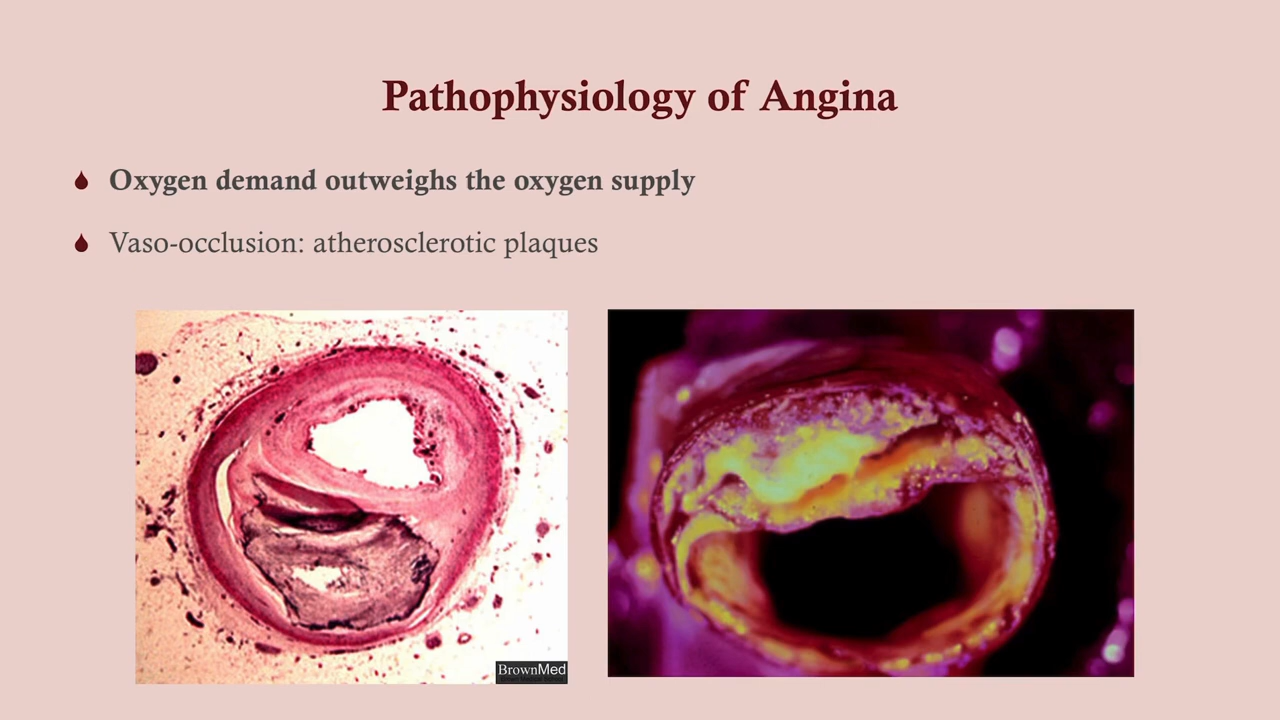 Pathophysiology of Angina
Oxygen demand outweighs the oxygen supply
Vaso-occlusion: atherosclerotic plaques
BrownMed